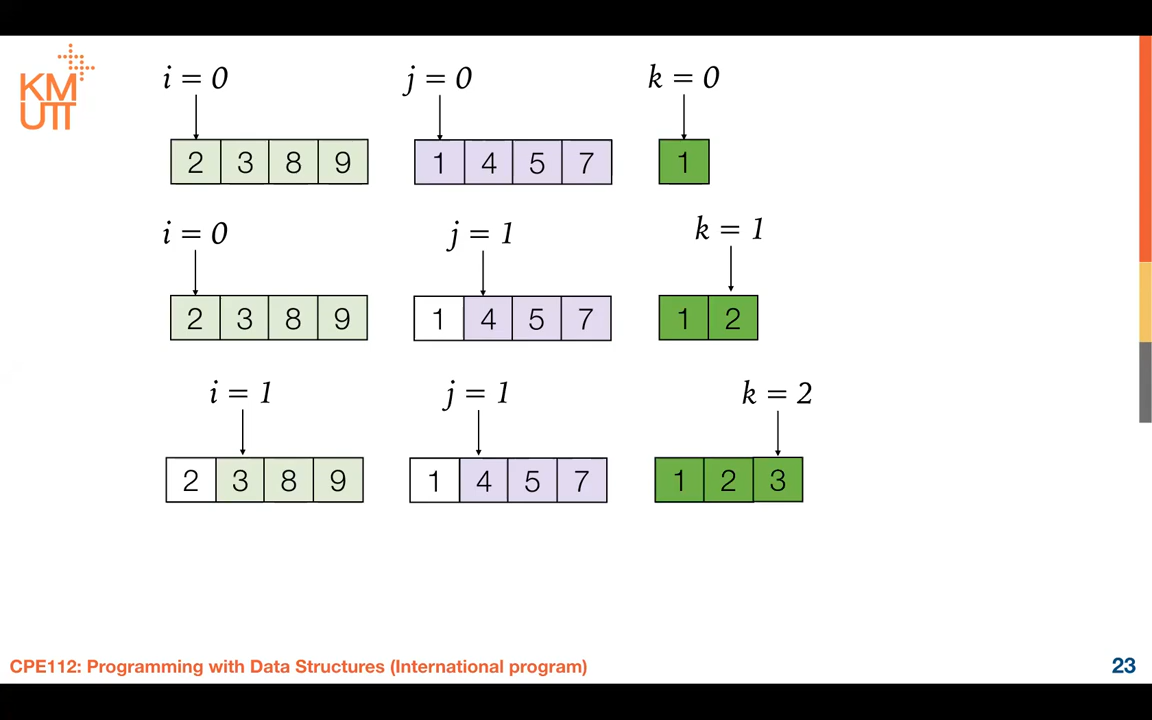 KM
UTT
i = 0 j = 0 k = 0
2 3 8 9 1 4 5 7 1
i = 0 j = 1 k = 1
2 3 8 9 1 4 5 7 1 2
i = 1 j = 1 k = 2
2 3 8 9 1 4 5 7 1 2 3
CPE112: Programming with Data Structures (International program) 23